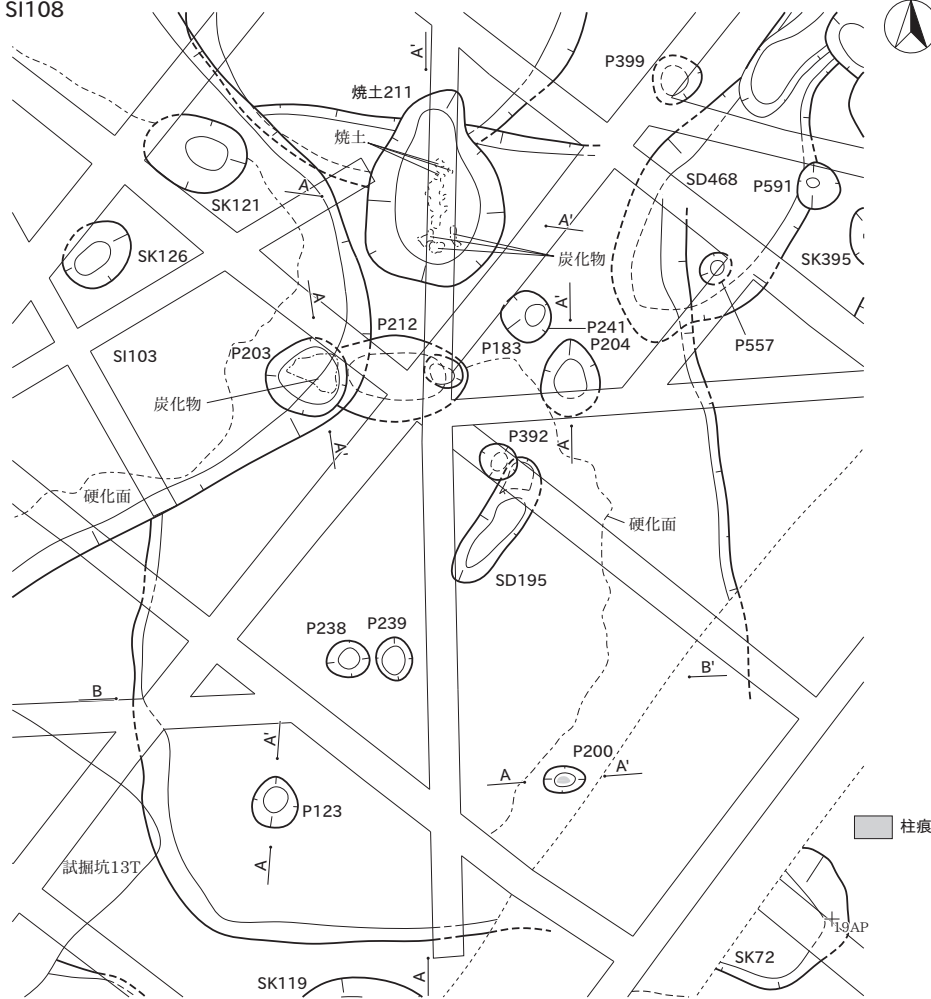 SI108
A'
P399
焼土211
焼土
SD468
P591
A
SK121
A'
SK126
炭化物
SK395
A
A'
P212
P241
P183
P204
P557
SI103
P203
炭化物
A'
P392
A
硬化面
硬化面
SD195
P238
P239
B
B'
A'
P200
A
A'
P123
柱痕
A
試掘坑13T
19AP
SK72
A
SK119